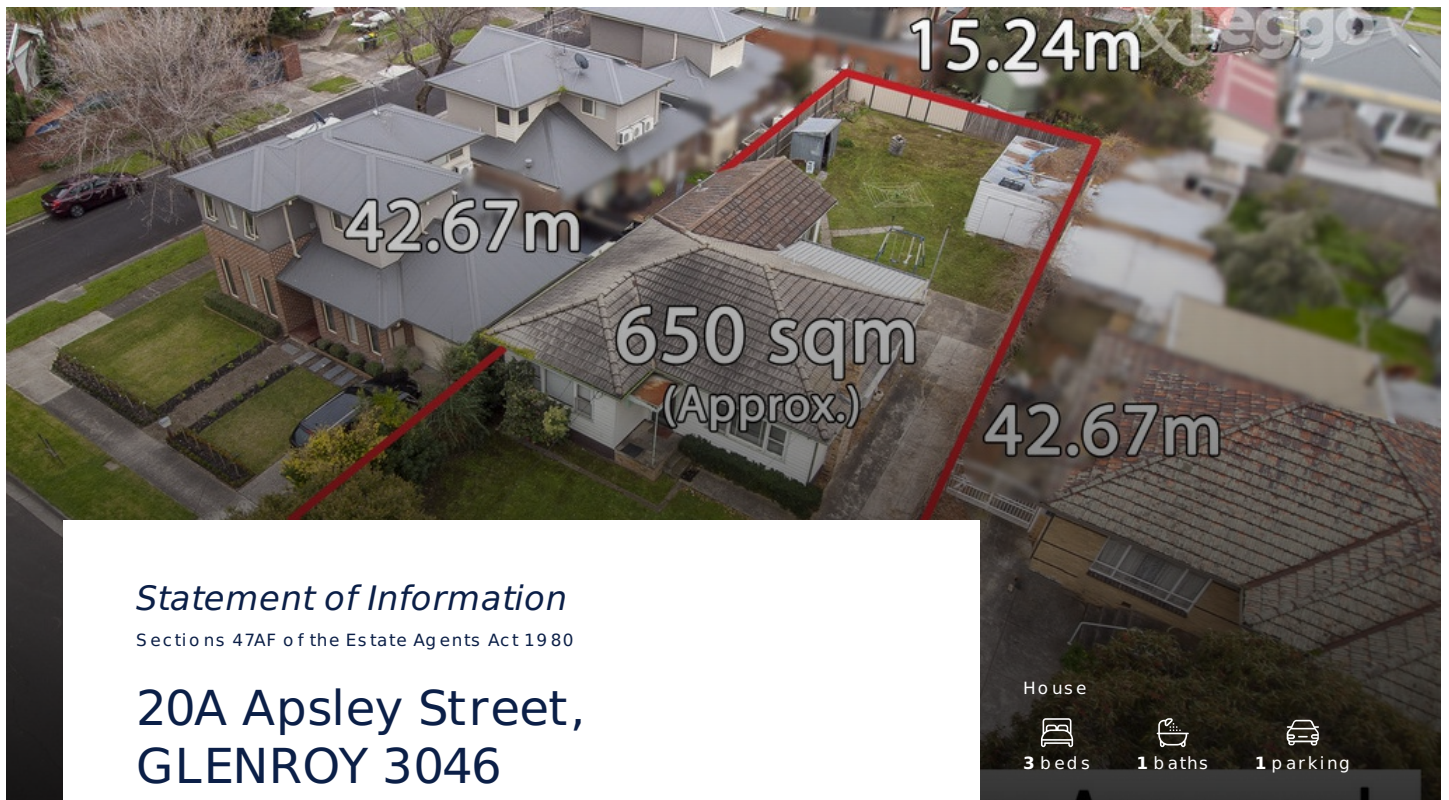 15.24m
& Leggo
42.67m
650 sqm
(Approx.)
42.67m
Statement of Information
Sections 47AF of the Estate Agents Act 1980
20A Apsley Street,
GLENROY 3046
House
3 beds 1 baths 1 parking